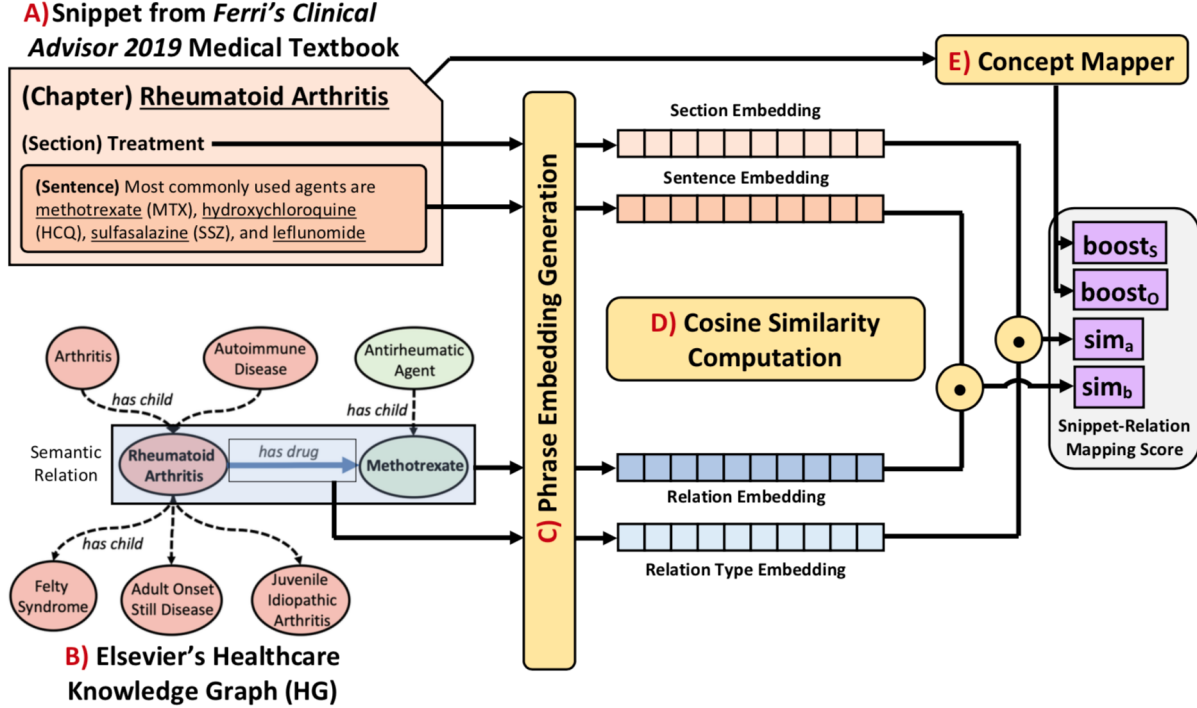 A) Snippet from Ferri's Clinical
Advisor 2019 Medical Textbook
(Chapter) Rheumatoid Arthritis
(Section) Treatment
(Sentence) Most commonly used agents are
methotrexate (MTX), hydroxychloroquine
(HCQ), sulfasalazine (SSZ), and leflunomide
Arthritis
Autoimmune
Disease
Antirheumatic
Agent
has child
has child
Semantic
Relation
Rheumatoid
Arthritis
has drug
Methotrexate
has child
Felty
Syndrome
Adult Onset
Still Disease
Juvenile
Idiopathic
Arthritis
B) Elsevier's Healthcare
Knowledge Graph (HG)
C) Phrase Embedding Generation
Section Embedding
Sentence Embedding
D) Cosine Similarity
Computation
Relation Embedding
Relation Type Embedding
E) Concept Mapper
boostS
boostO
sima
simb
Snippet-Relation
Mapping Score